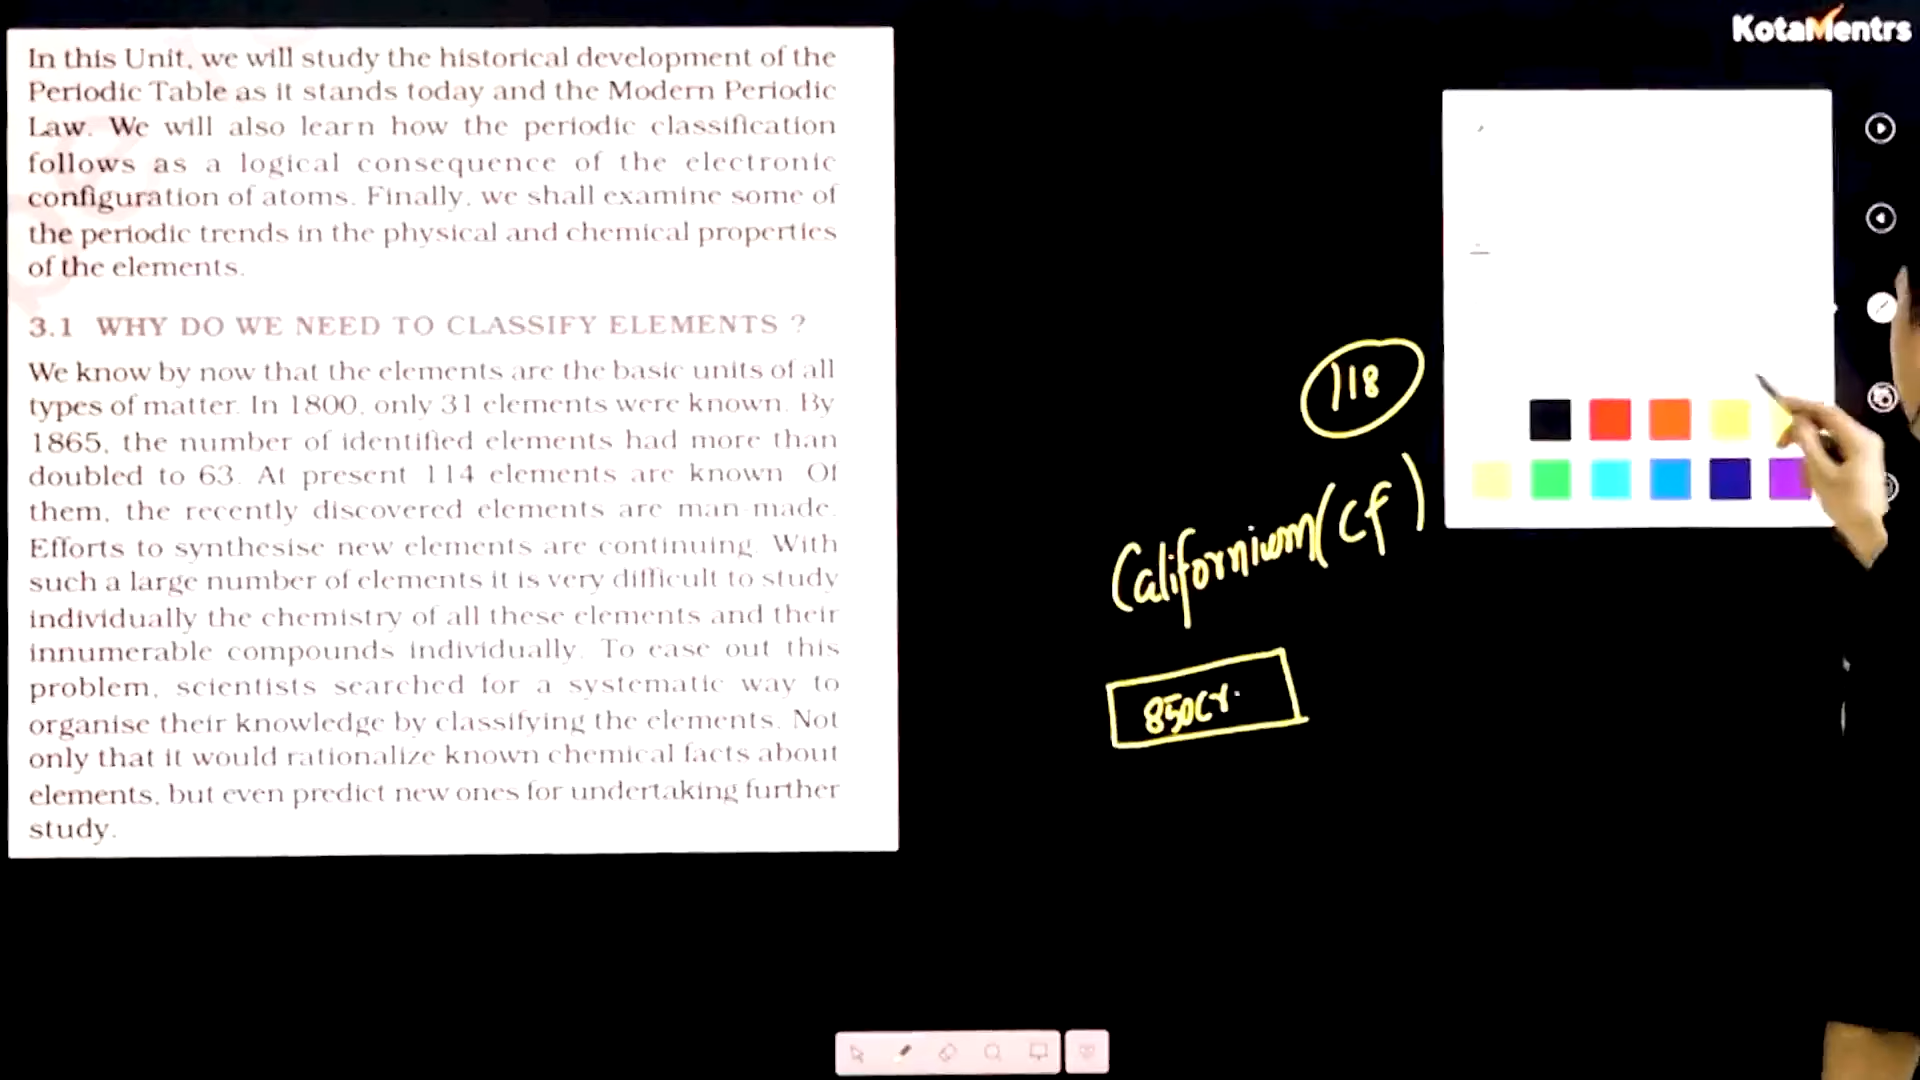 In this Unit, we will study the historical development of the
Periodic Table as it stands today and the Modern Periodic
Law. We will also learn how the periodic classification
follows as a logical consequence of the electronic
configuration of atoms. Finally, we shall examine some of
the periodic trends in the physical and chemical properties
of the elements.
3.1 WHY DO WE NEED TO CLASSIFY ELEMENTS ?
We know by now that the elements are the basic units of all
types of matter. In 1800, only 31 elements were known. By
1865, the number of identified elements had more than
doubled to 63. At present 114 elements are known. Of
them, the recently discovered elements are man-made.
Efforts to synthesise new elements are continuing. With
such a large number of elements it is very difficult to study
individually the chemistry of all these elements and their
innumerable compounds individually. To ease out this
problem, scientists searched for a systematic way to
organise their knowledge by classifying the elements. Not
only that it would rationalize known chemical facts about
elements, but even predict new ones for undertaking further
study.
KotaMentrs
118
Californium(Cf)
850Cr.